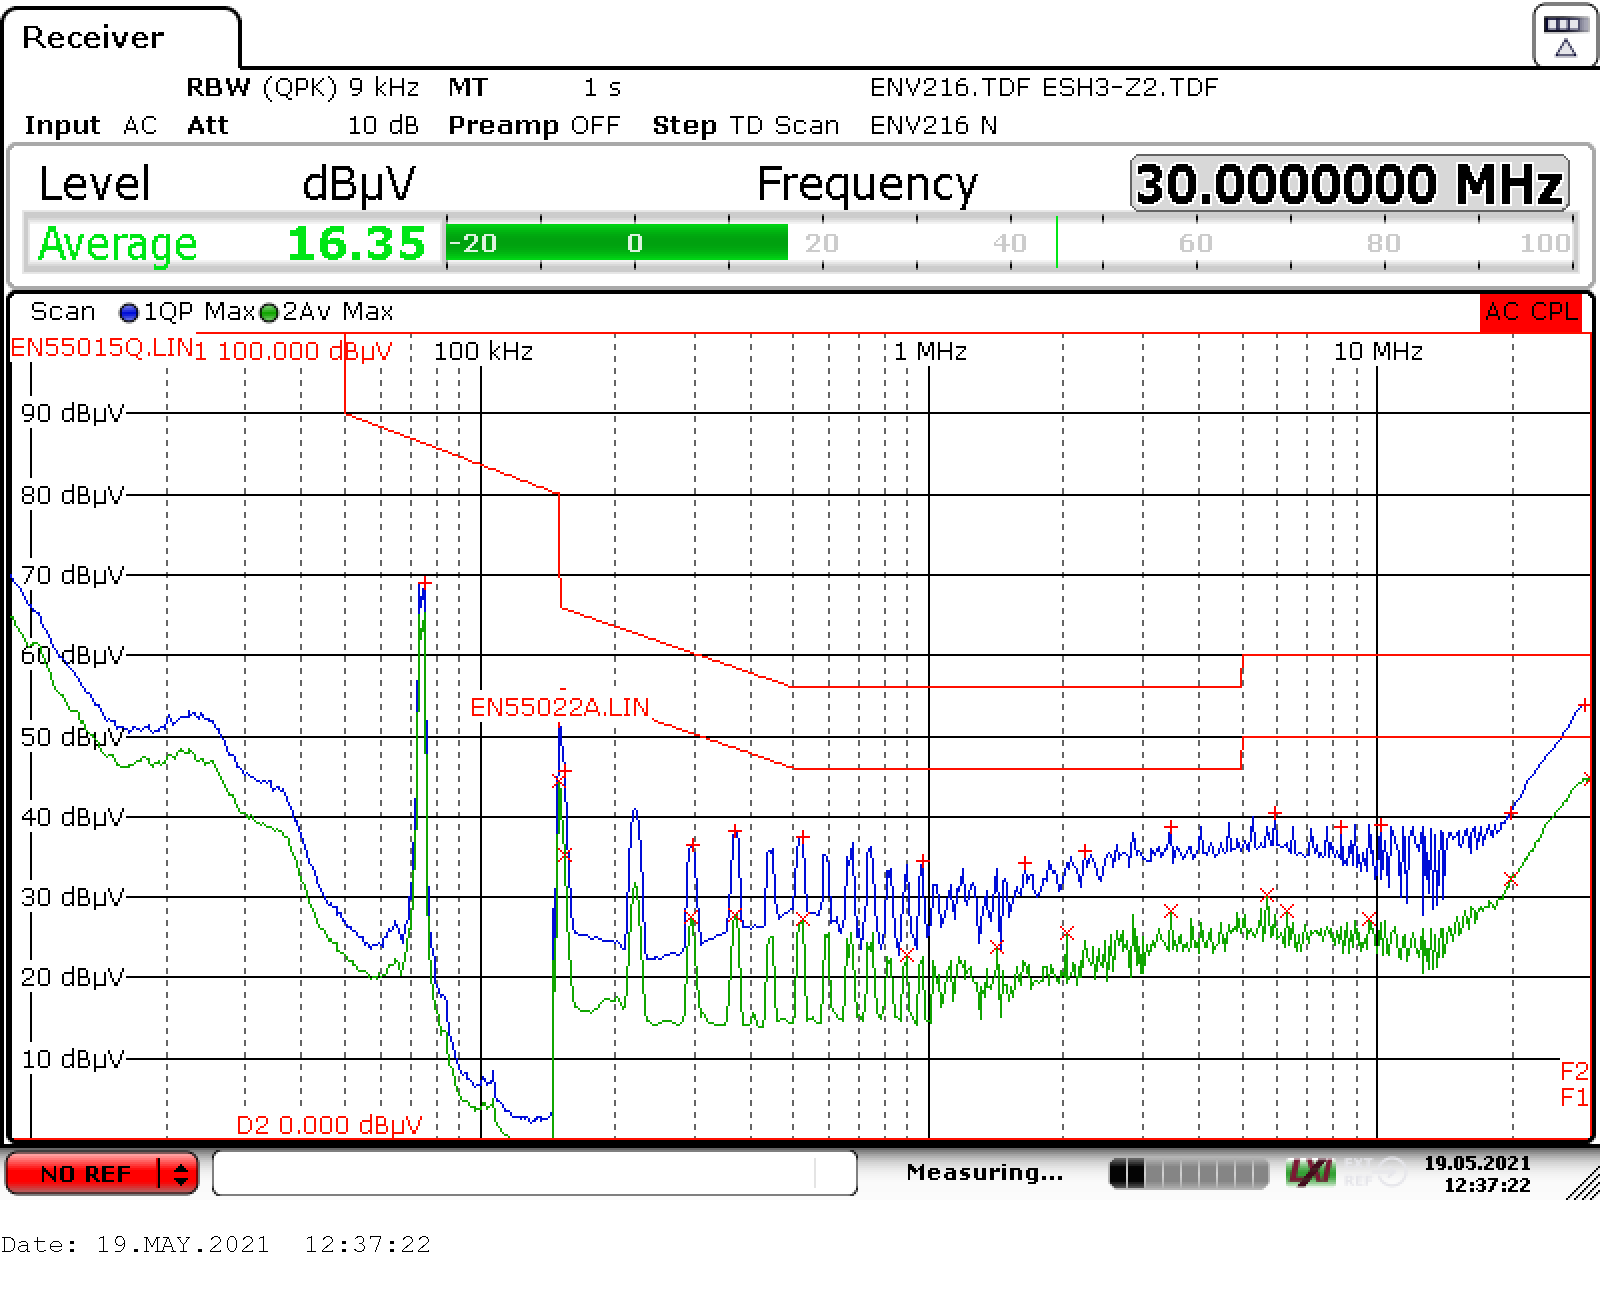 Receiver
RBW (QPK) 9 kHz MT 1 s ENV216.TDF ESH3-Z2.TDF
Input AC Att 10 dB Preamp OFF Step TD Scan ENV216 N
Level dBµV Frequency 30.0000000 MHz
Average 16.35 -20 0 20 40 60 80 100
Scan 1QP Max 2Av Max AC CPL
EN55015Q.LIN 1 100.000 dBµV 100 kHz 1 MHz 10 MHz
90 dBµV
80 dBµV
70 dBµV
60 dBµV
EN55022A.LIN
50 dBµV
40 dBµV
30 dBµV
20 dBµV
10 dBµV
F2
F1
D2 0.000 dBµV
NO REF Measuring... LXI EXT REF 19.05.2021
12:37:22
Date: 19.MAY.2021 12:37:22